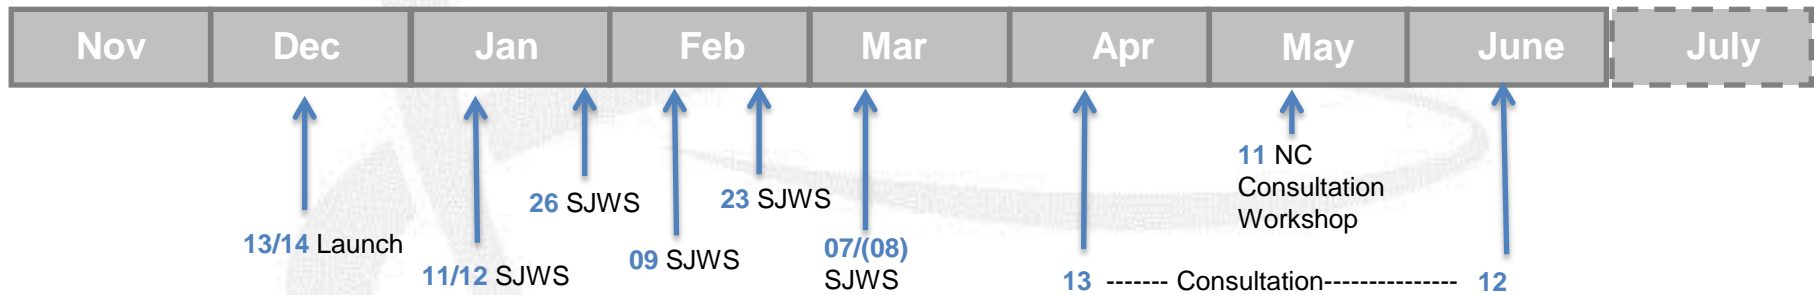 Nov Dec Jan Feb Mar Apr May June July
13/14 Launch
11/12 SJWS
26 SJWS
09 SJWS
23 SJWS
07/(08)
SJWS
11 NC
Consultation
Workshop
13 ------- Consultation--------------- 12